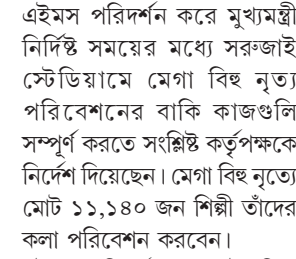 এইমস পরিদর্শন করে মুখ্যমন্ত্রী
নির্দিষ্ট সময়ের মধ্যে সরুজাই
স্টেডিয়ামে মেগা বিহু নৃত্য
পরিবেশনের বাকি কাজগুলি
সম্পূর্ণ করতে সংশ্লিষ্ট কর্তৃপক্ষকে
নির্দেশ দিয়েছেন। মেগা বিহু নৃত্যে
মোট ১১,১৪০ জন শিল্পী তাঁদের
কলা পরিবেশন করবেন।